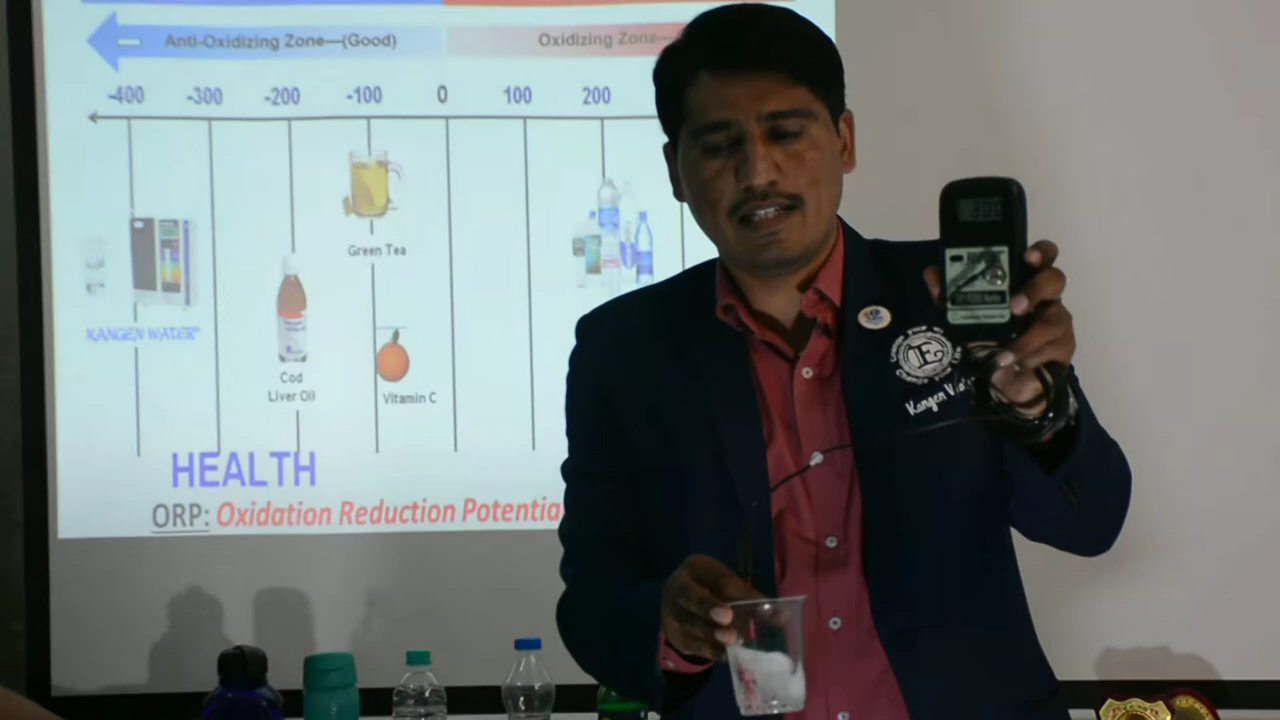 Anti-Oxidizing Zone—(Good)
Oxidizing Zone—
-400 -300 -200 -100 0 100 200
Green Tea
KANGEN WATER®
Cod
Liver Oil
Vitamin C
HEALTH
ORP: Oxidation Reduction Potentia
Kangen